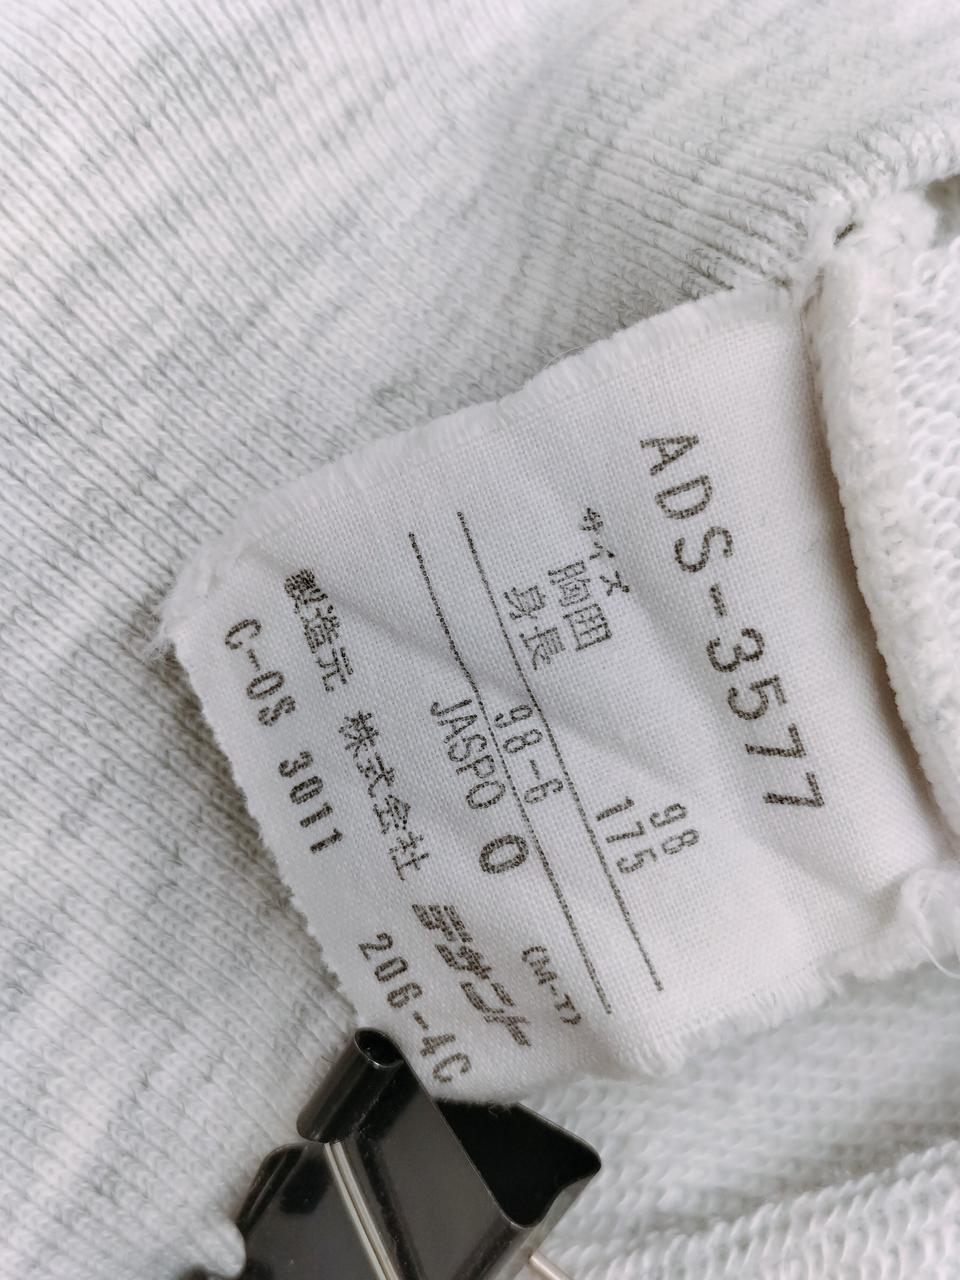 ADS-3577
サイズ
胸囲 98
身長 175
98-6
JASPO O (M-T)
製造元 株式会社 デサント
C-OS 3011 206-4C